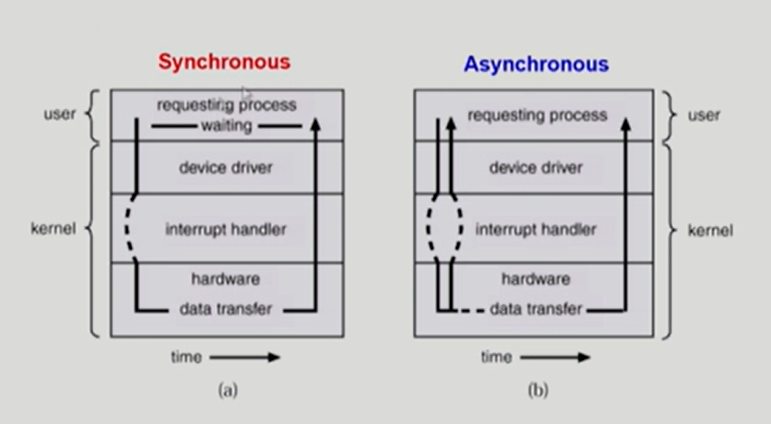 Synchronous
user
requesting process
waiting
device driver
kernel
interrupt handler
hardware
data transfer
time
(a)
Asynchronous
requesting process
user
device driver
interrupt handler
kernel
hardware
data transfer
time
(b)